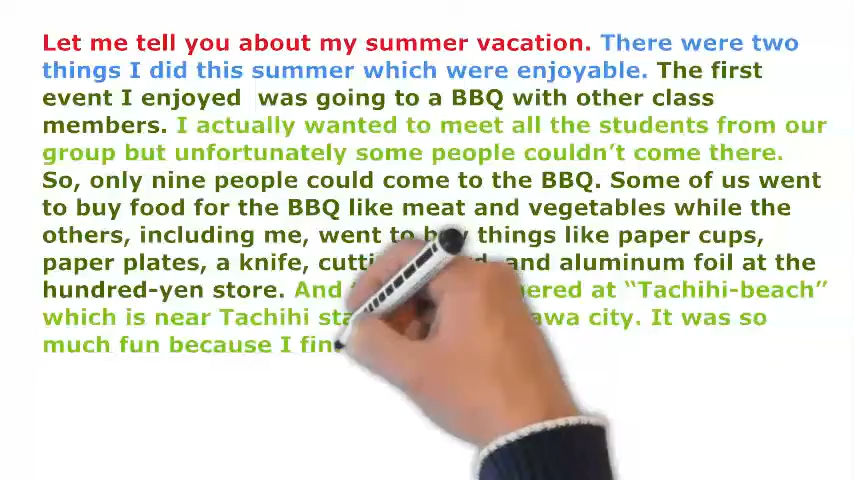 Let me tell you about my summer vacation. There were two
things I did this summer which were enjoyable. The first
event I enjoyed  was going to a BBQ with other class
members. I actually wanted to meet all the students from our
group but unfortunately some people couldn’t come there.
So, only nine people could come to the BBQ. Some of us went
to buy food for the BBQ like meat and vegetables while the
others, including me, went to things like paper cups,
paper plates, a knife, and aluminum foil at the
hundred-yen store. And at “Tachihi-beach”
which is near Tachihi city. It was so
much fun because I